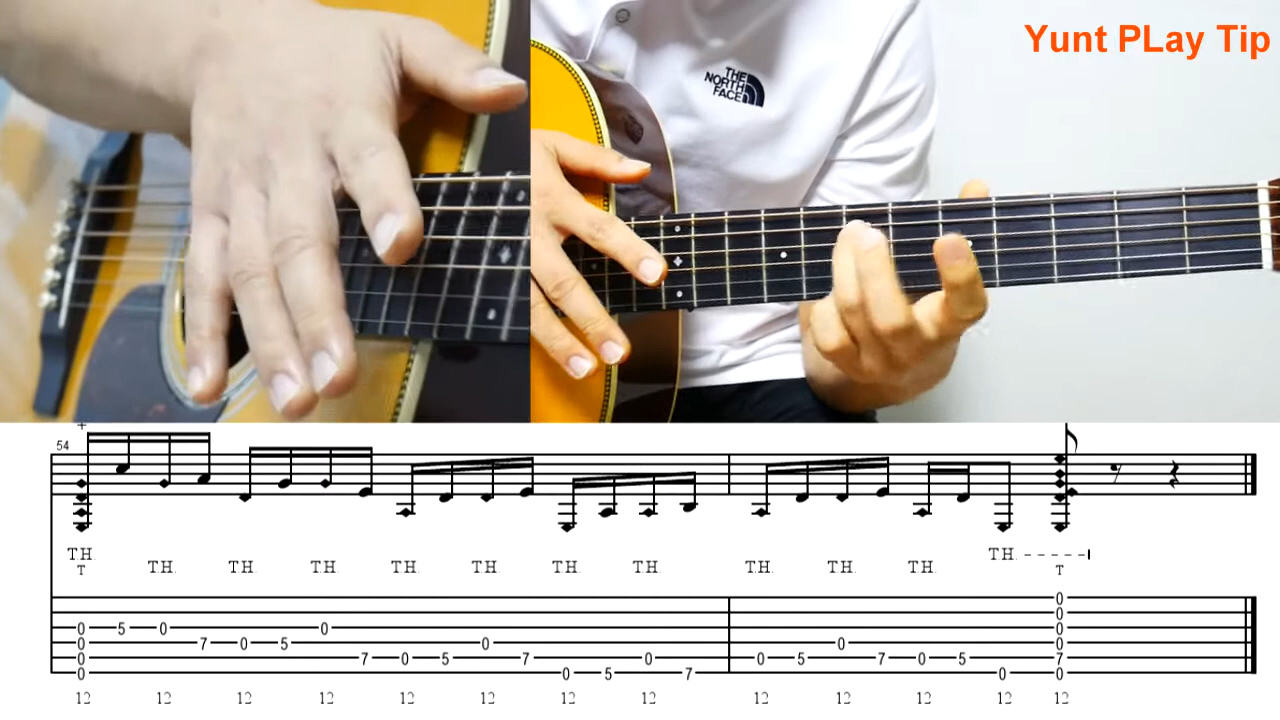 Yunt PLay Tip
THE
NORTH
FACE
+
54
TH.
T
TH. TH. TH. TH. TH. TH. TH. TH. TH. TH.
TH. - - - - - -|
T
0
0
0 5 0 0 0
0 7 0 5 0 0 0
0 7 0 5 7 0 0 5 7 0 5 7
0 0 5 7 0 0
12 12 12 12 12 12 12 12 12 12 12 12 12